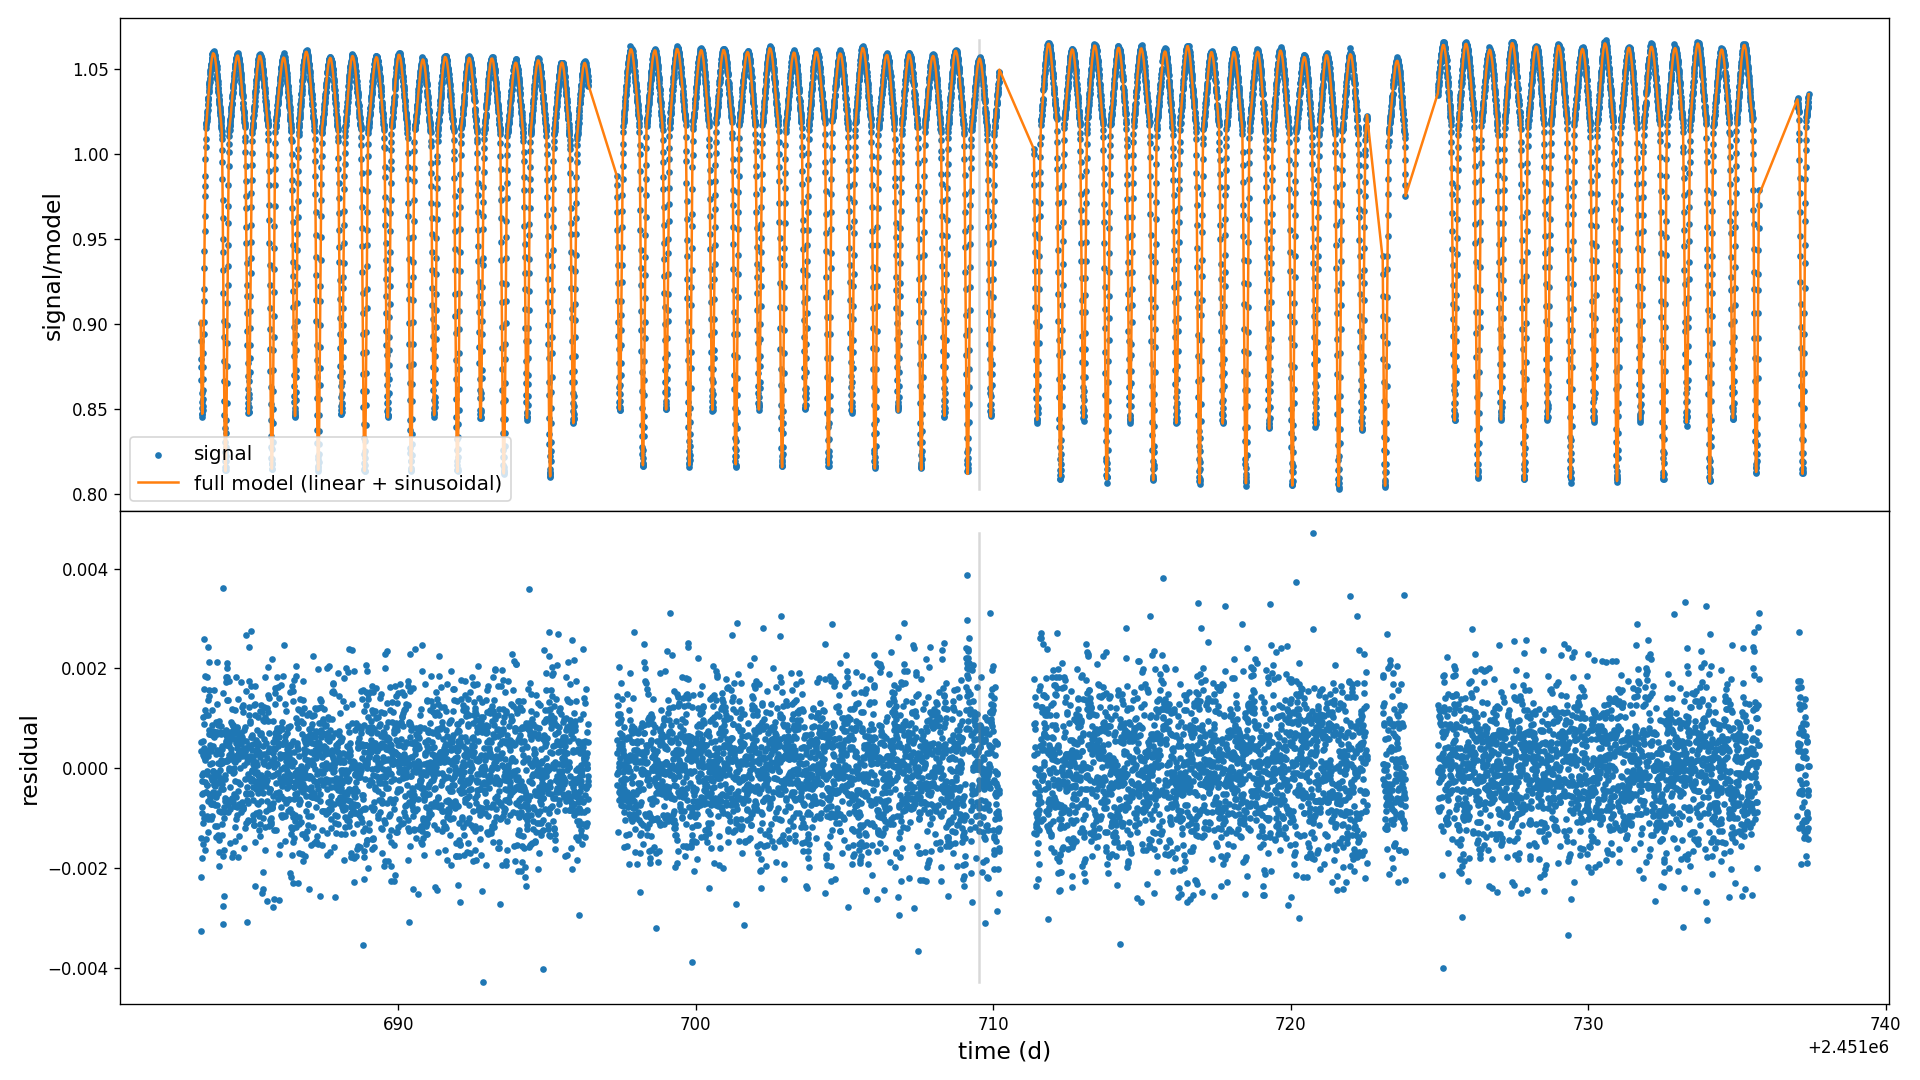 1.05
1.00
0.95
0.90
0.85
0.80
signal/model
signal
full model (linear + sinusoidal)
0.004
0.002
0.000
−0.002
−0.004
residual
690
700
710
720
730
740
time (d)
+2.451e6